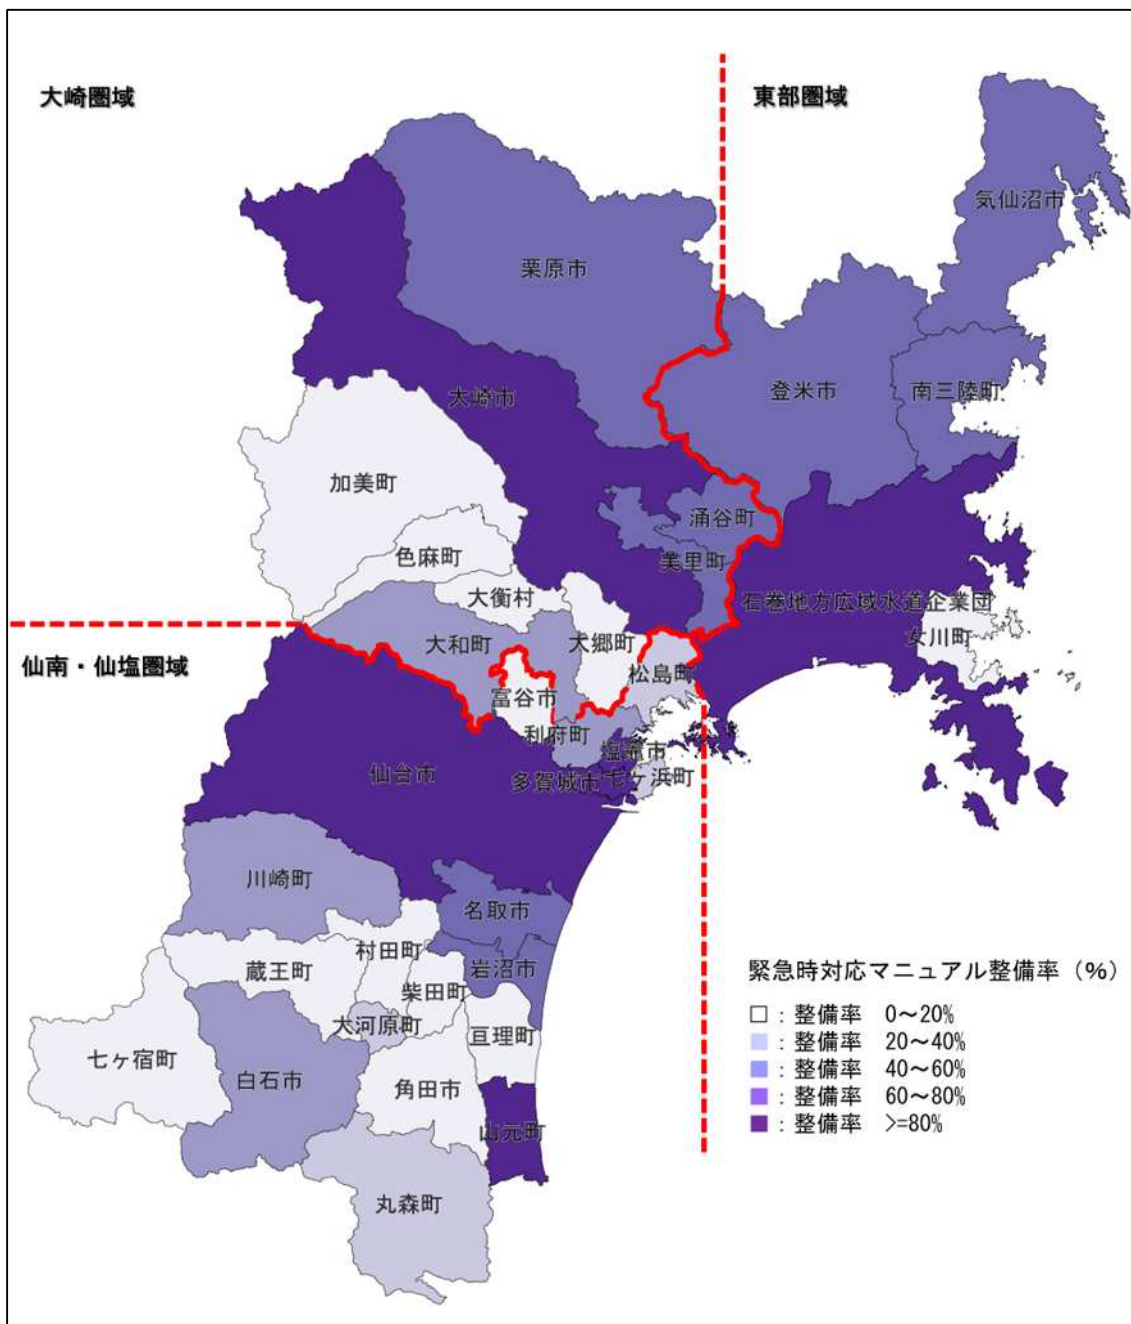 大崎圏域
東部圏域
気仙沼市
栗原市
登米市
南三陸町
大崎市
加美町
涌谷町
色麻町
美里町
大衡村
石巻地方広域水道企業団
女川町
大和町
大郷町
仙南・仙塩圏域
松島町
富谷市
利府町
塩竈市
仙台市
多賀城市
七ヶ浜町
川崎町
名取市
村田町
岩沼市
蔵王町
柴田町
大河原町
亘理町
七ヶ宿町
白石市
角田市
山元町
丸森町
緊急時対応マニュアル整備率（%）
：整備率 0～20%
：整備率 20～40%
：整備率 40～60%
：整備率 60～80%
：整備率 >=80%